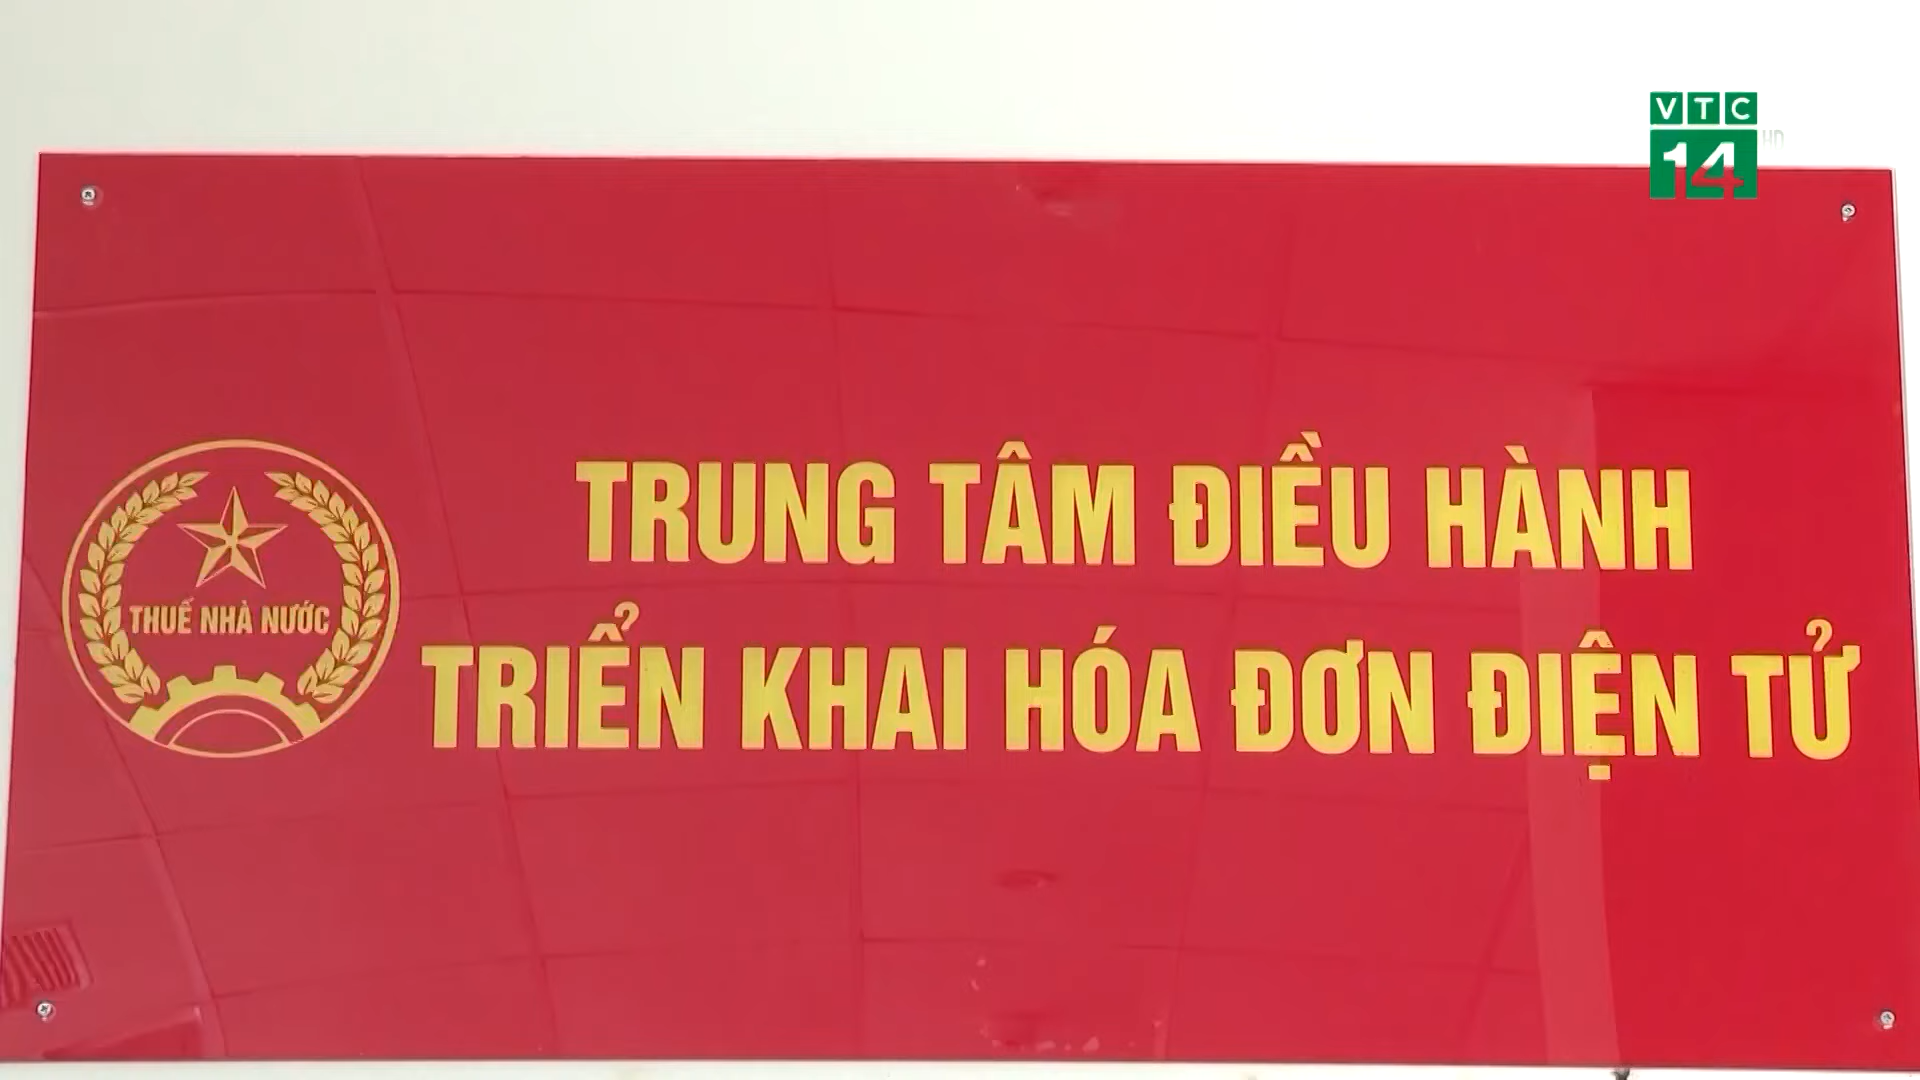 VTC
14
TRUNG TÂM ĐIỀU HÀNH
TRIỂN KHAI HÓA ĐƠN ĐIỆN TỬ
THUẾ NHÀ NƯỚC